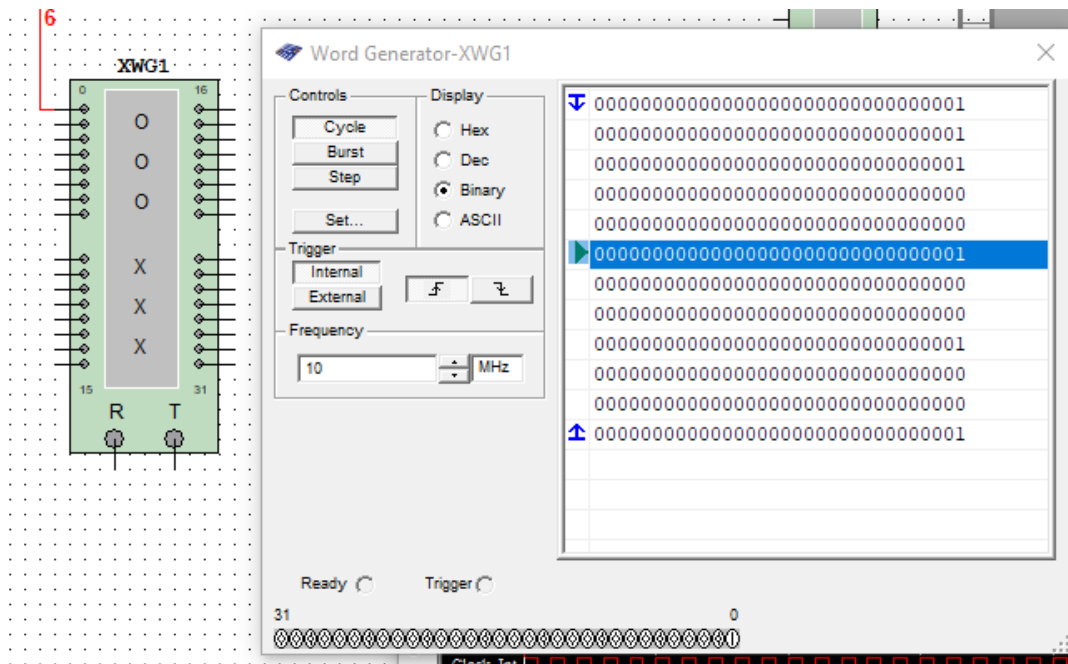 6
XWG1
0 16
O
O
O
X
X
X
15 31
R T
Word Generator-XWG1
Controls
Cycle
Burst
Step
Set...
Display
Hex
Dec
Binary
ASCII
Trigger
Internal
External
Frequency
10 MHz
00000000000000000000000000000001
00000000000000000000000000000001
00000000000000000000000000000001
00000000000000000000000000000000
00000000000000000000000000000000
00000000000000000000000000000001
00000000000000000000000000000000
00000000000000000000000000000000
00000000000000000000000000000001
00000000000000000000000000000000
00000000000000000000000000000000
00000000000000000000000000000001
Ready Trigger
31 0